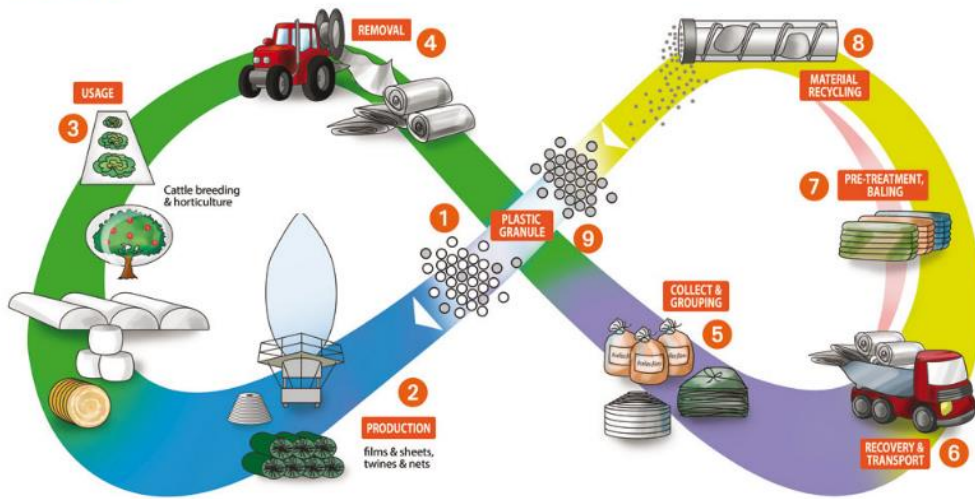 1
PLASTIC
GRANULE
9
2
PRODUCTION
films & sheets,
twines & nets
USAGE
3
Cattle breeding
& horticulture
REMOVAL
4
COLLECT &
GROUPING
5
RECOVERY &
TRANSPORT
6
7
PRE-TREATMENT,
BALING
8
MATERIAL
RECYCLING